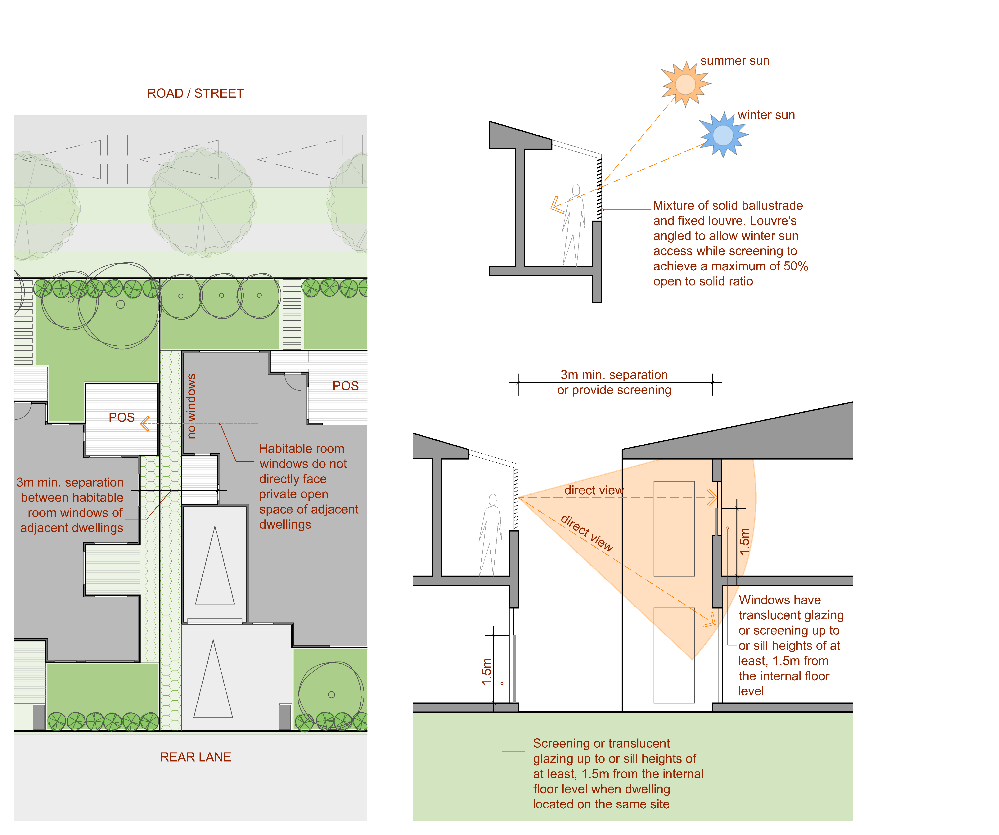 ROAD / STREET
no windows
POS
POS
Habitable room
windows do not
directly face
private open
space of adjacent
dwellings
3m min. separation
between habitable
room windows of
adjacent dwellings
REAR LANE
summer sun
winter sun
Mixture of solid ballustrade
and fixed louvre. Louvre's
angled to allow winter sun
access while screening to
achieve a maximum of 50%
open to solid ratio
3m min. separation
or provide screening
direct view
direct view
1.5m
Windows have
translucent glazing
or screening up to
or sill heights of at
least, 1.5m from
the internal floor
level
1.5m
Screening or translucent
glazing up to or sill heights of
at least, 1.5m from the internal
floor level when dwelling
located on the same site